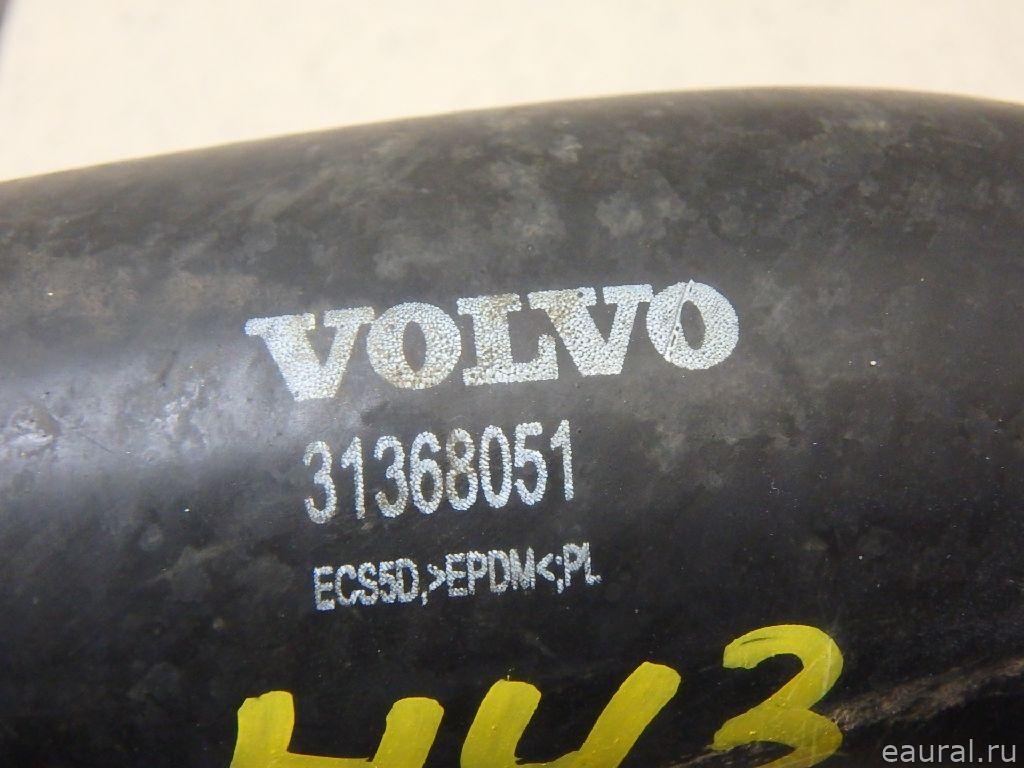 VOLVO
31368051
ECS5D,>EPDM<;PL
443
eaural.ru